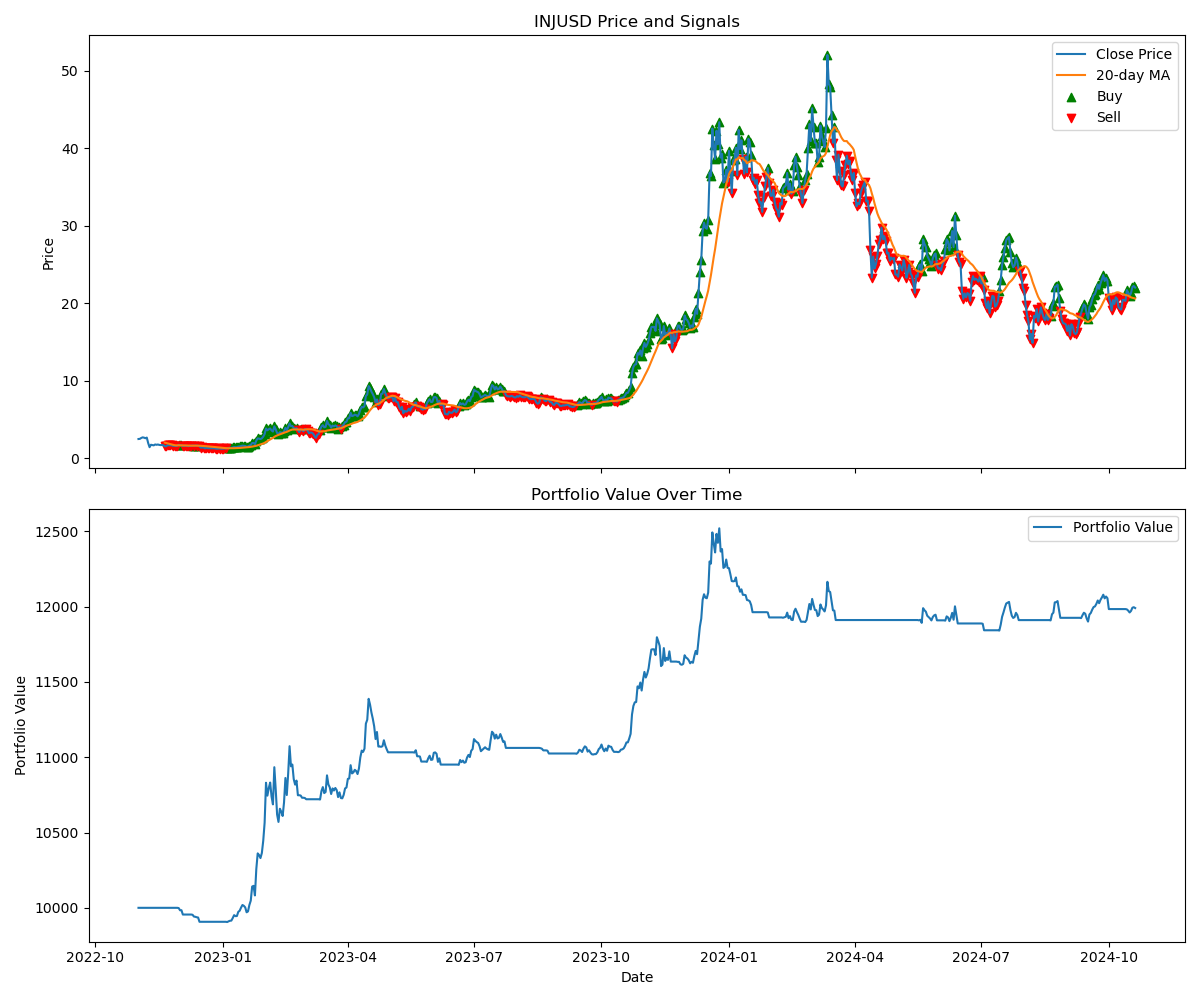 INJUSD Price and Signals
Close Price
20-day MA
Buy
Sell
50
40
30
20
10
0
Price
Portfolio Value Over Time
Portfolio Value
12500
12000
11500
11000
10500
10000
Portfolio Value
2022-10 2023-01 2023-04 2023-07 2023-10 2024-01 2024-04 2024-07 2024-10
Date